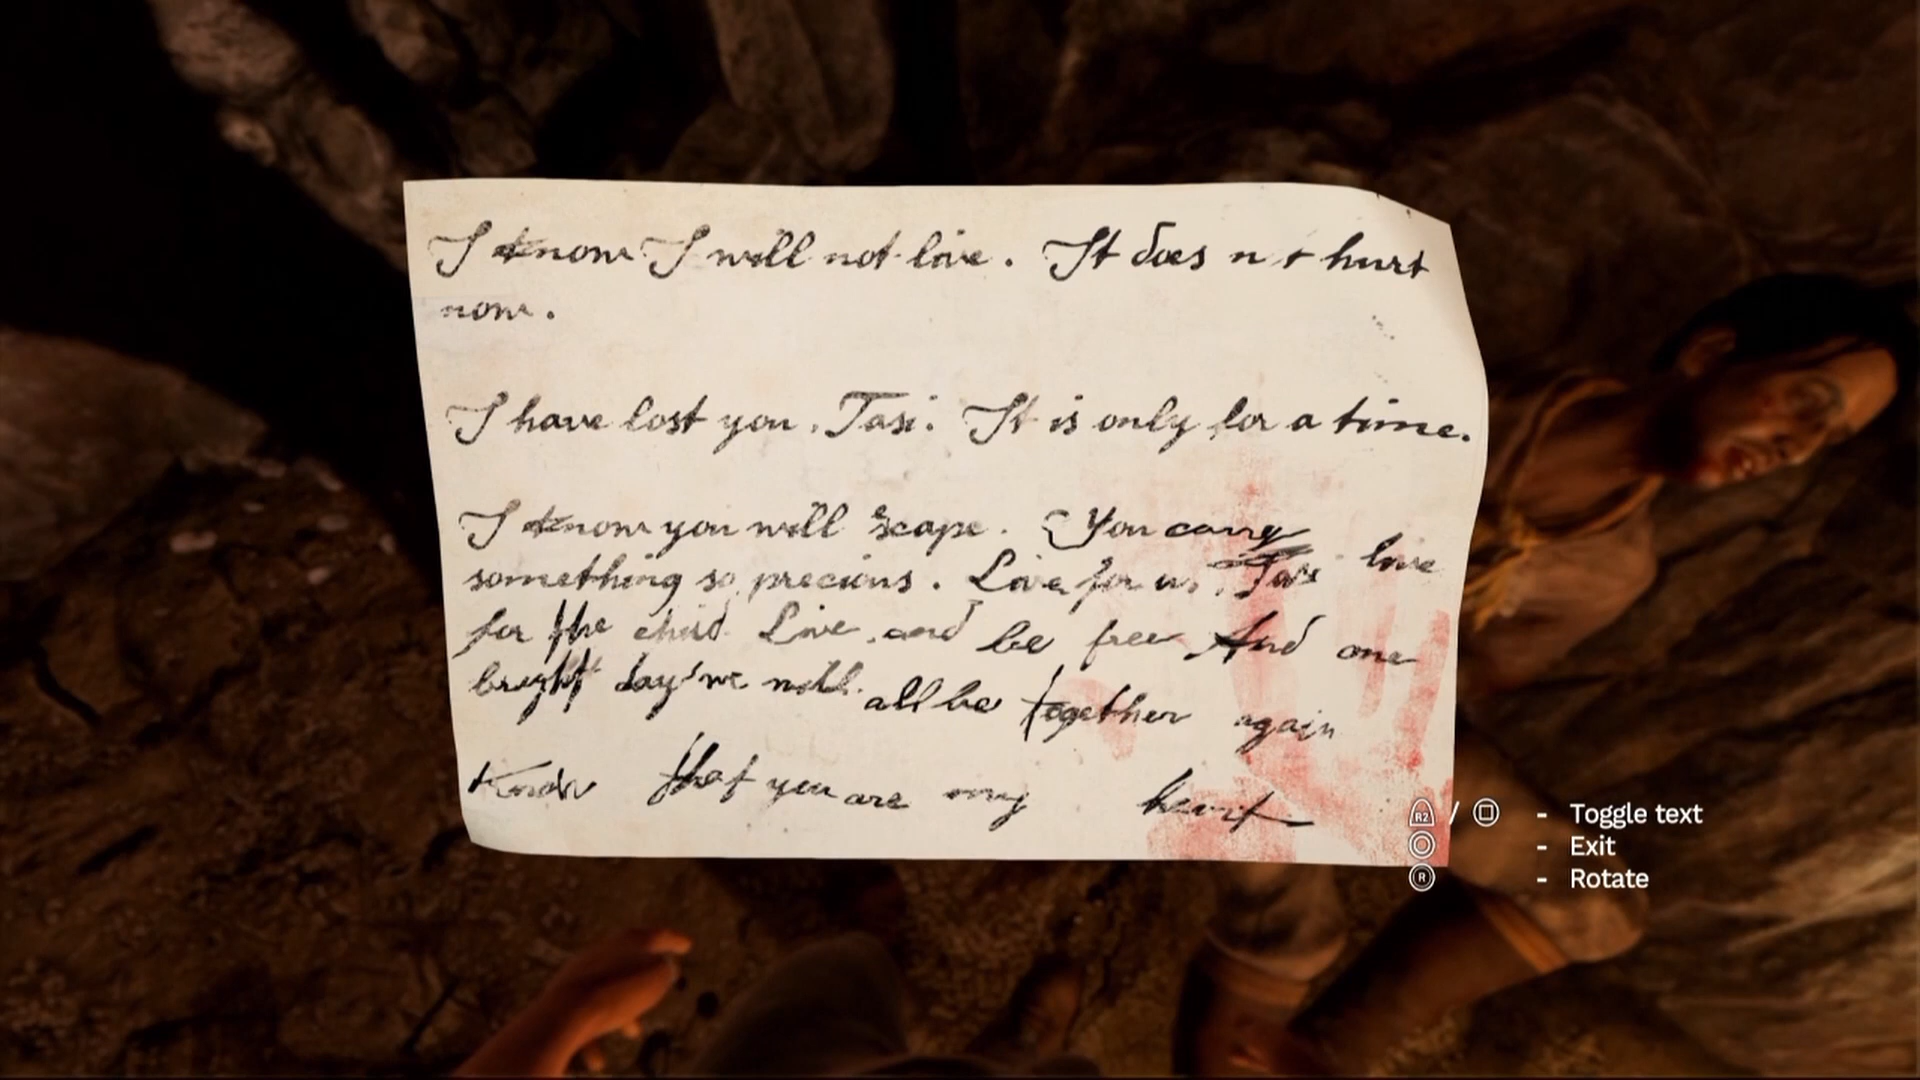 I know I will not live. It does n t hurt
now.
I have lost you, Tasi. It is only for a time.
I know you will escape. You carry
something so precious. Live for us, Tasi live
for the child. Live, and be free And one
bright day we will all be together again
Know that you are my heart
R2 / - Toggle text
- Exit
R - Rotate